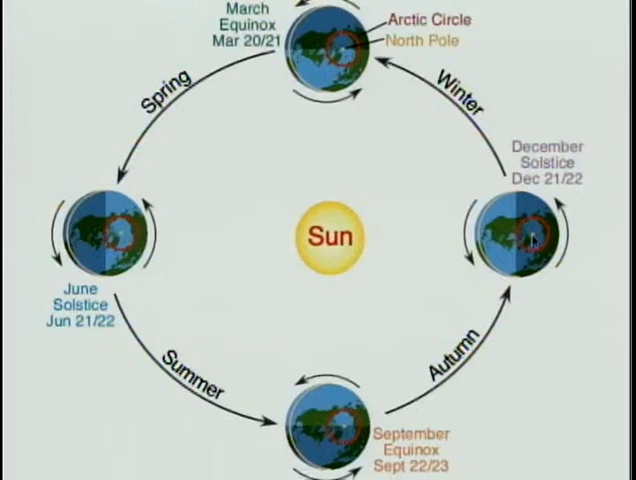 March
Equinox
Mar 20/21
Arctic Circle
North Pole
Spring
Winter
December
Solstice
Dec 21/22
Sun
June
Solstice
Jun 21/22
Summer
Autumn
September
Equinox
Sept 22/23